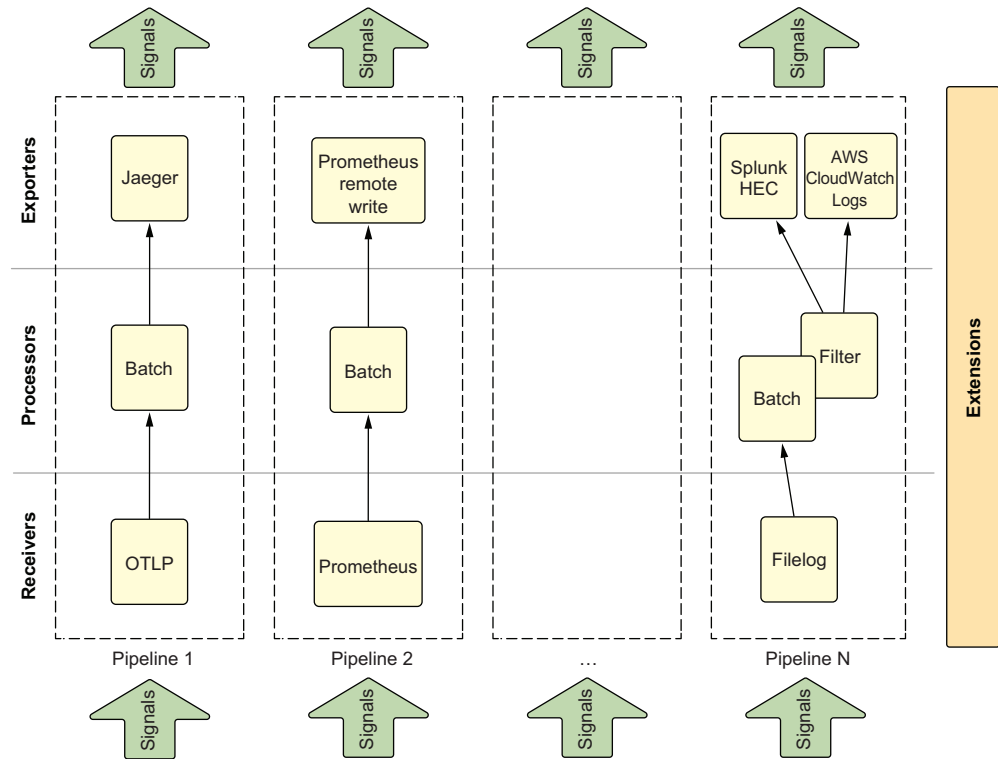 Signals
Signals
Signals
Signals
Exporters
Jaeger
Prometheus
remote
write
Splunk
HEC
AWS
CloudWatch
Logs
Processors
Batch
Batch
Batch
Filter
Extensions
Receivers
OTLP
Prometheus
Filelog
Pipeline 1
Pipeline 2
...
Pipeline N
Signals
Signals
Signals
Signals